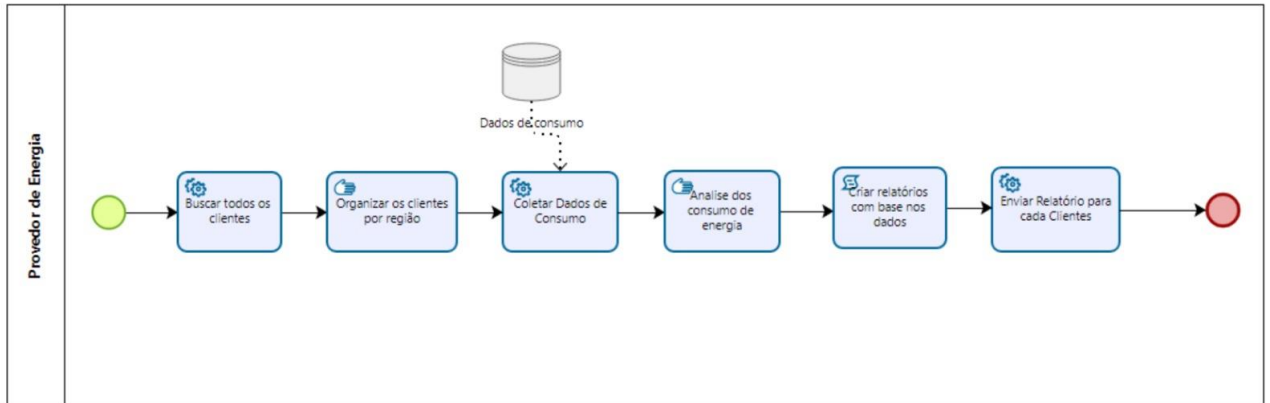 Provedor de Energia
Dados de consumo
Buscar todos os
clientes
Organizar os clientes
por região
Coletar Dados de
Consumo
Analise dos
consumo de
energia
Criar relatórios
com base nos
dados
Enviar Relatório para
cada Clientes